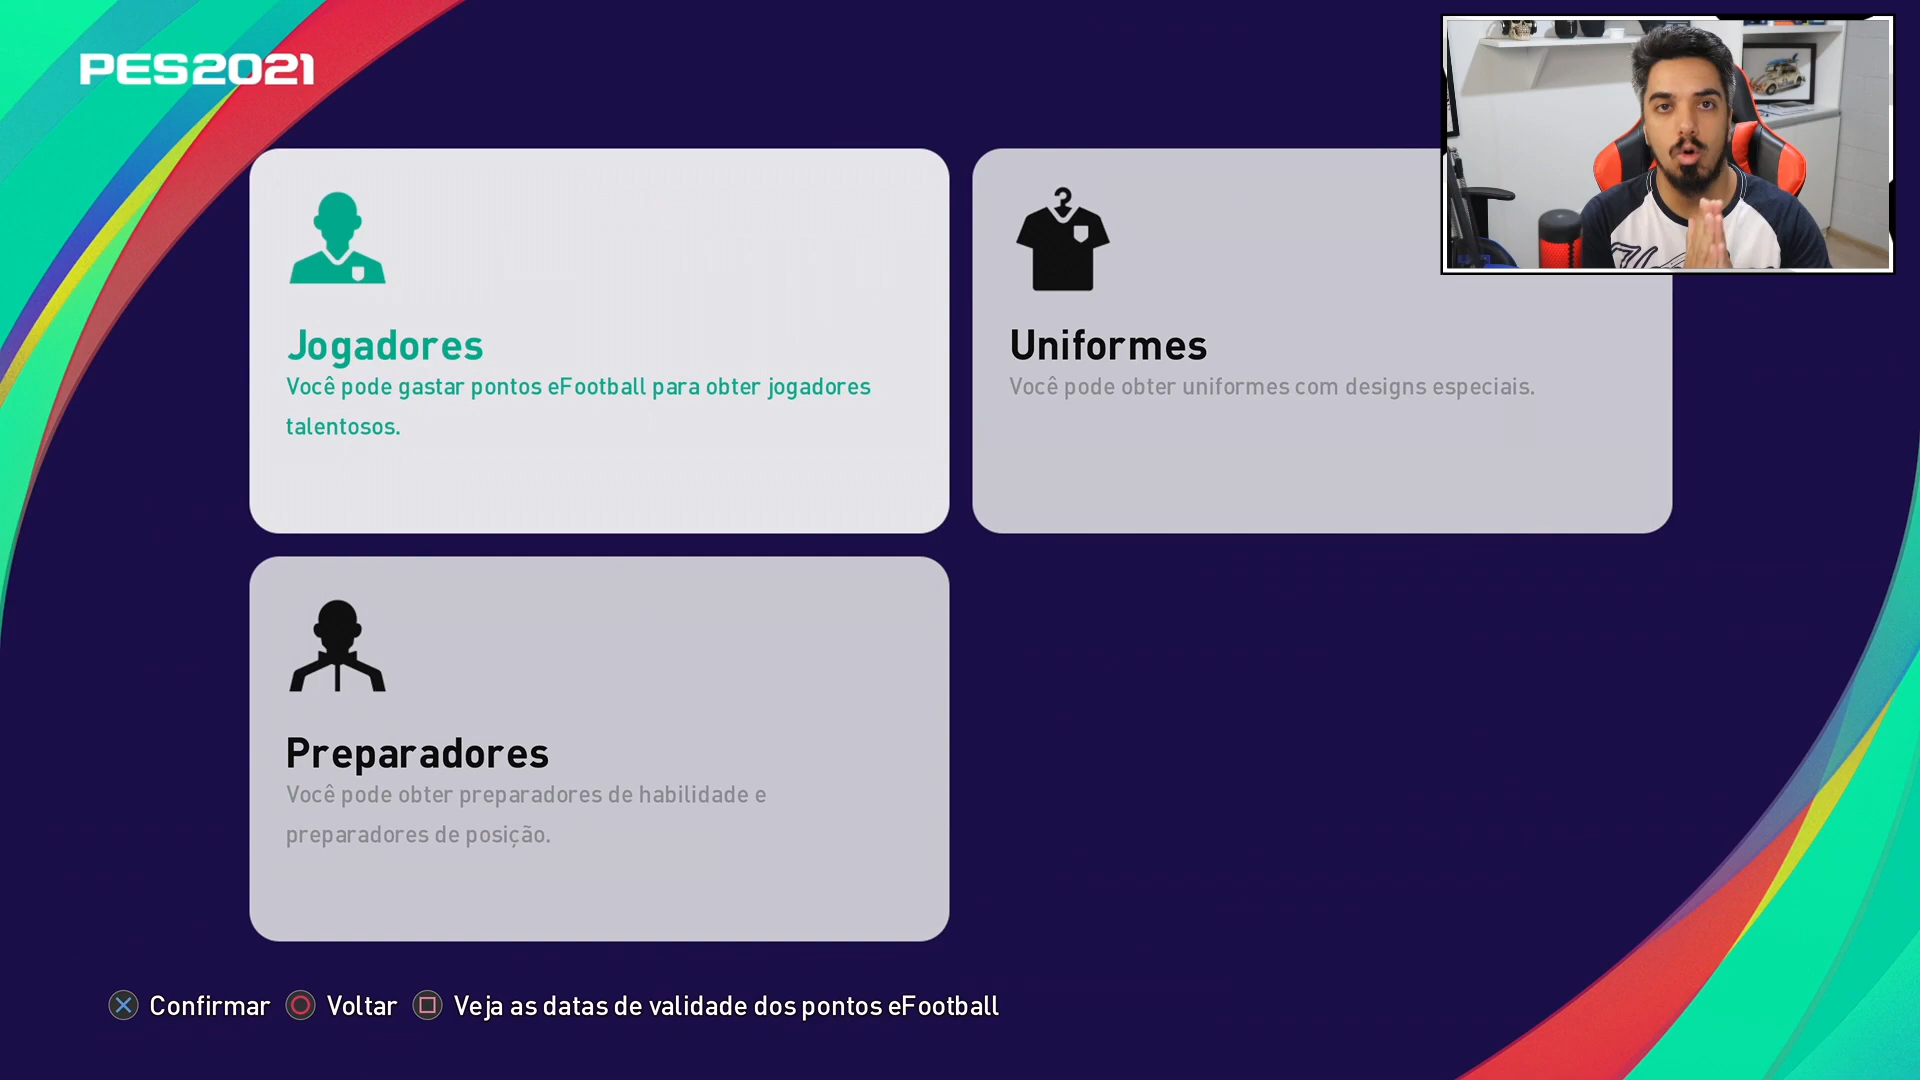 PES2021
Jogadores
Você pode gastar pontos eFootball para obter jogadores
talentosos.
Uniformes
Você pode obter uniformes com designs especiais.
Preparadores
Você pode obter preparadores de habilidade e
preparadores de posição.
Confirmar Voltar Veja as datas de validade dos pontos eFootball